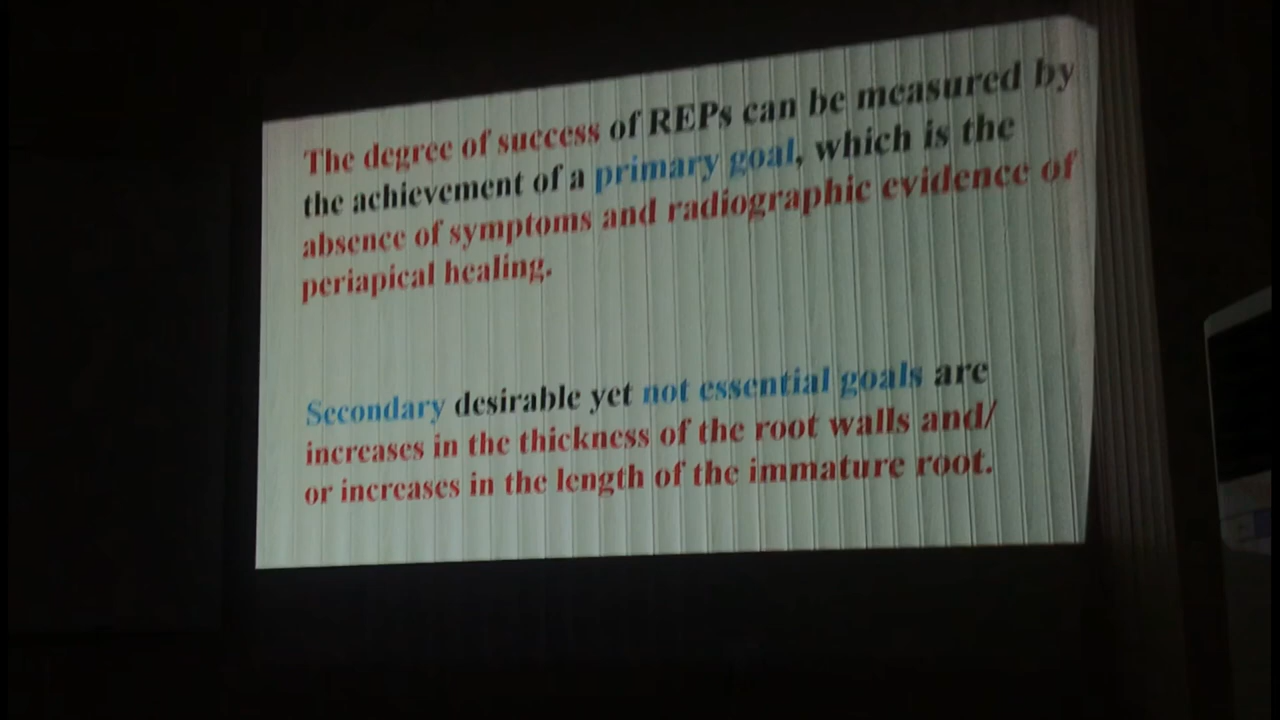 The degree of success of REPs can be measured by
the achievement of a primary goal, which is the
absence of symptoms and radiographic evidence of
periapical healing.
Secondary desirable yet not essential goals are
increases in the thickness of the root walls and/
or increases in the length of the immature root.